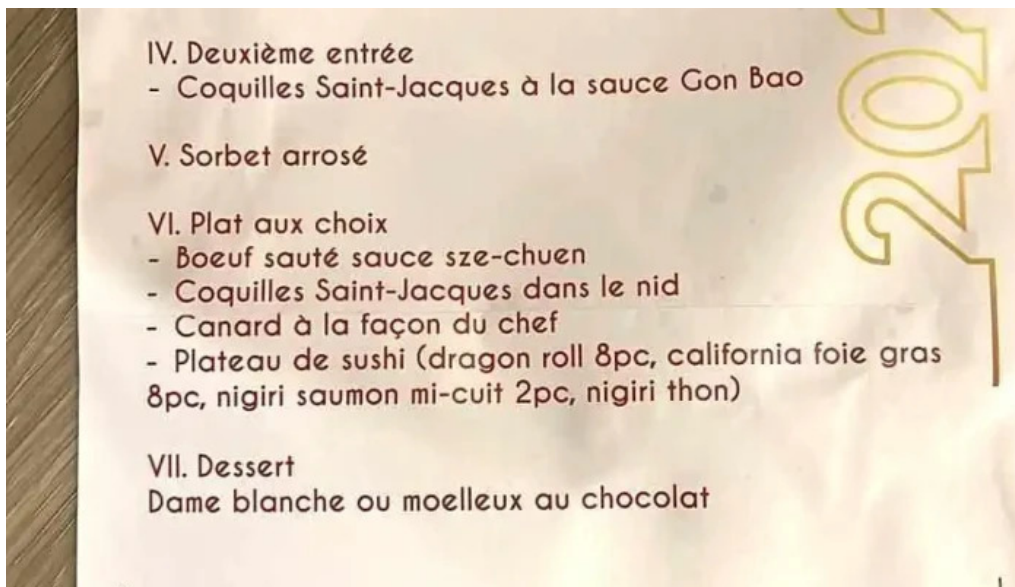 IV. Deuxième entrée
- Coquilles Saint-Jacques à la sauce Gon Bao
V. Sorbet arrosé
VI. Plat aux choix
- Boeuf sauté sauce sze-chuen
- Coquilles Saint-Jacques dans le nid
- Canard à la façon du chef
- Plateau de sushi (dragon roll 8pc, california foie gras
8pc, nigiri saumon mi-cuit 2pc, nigiri thon)
VII. Dessert
Dame blanche ou moelleux au chocolat